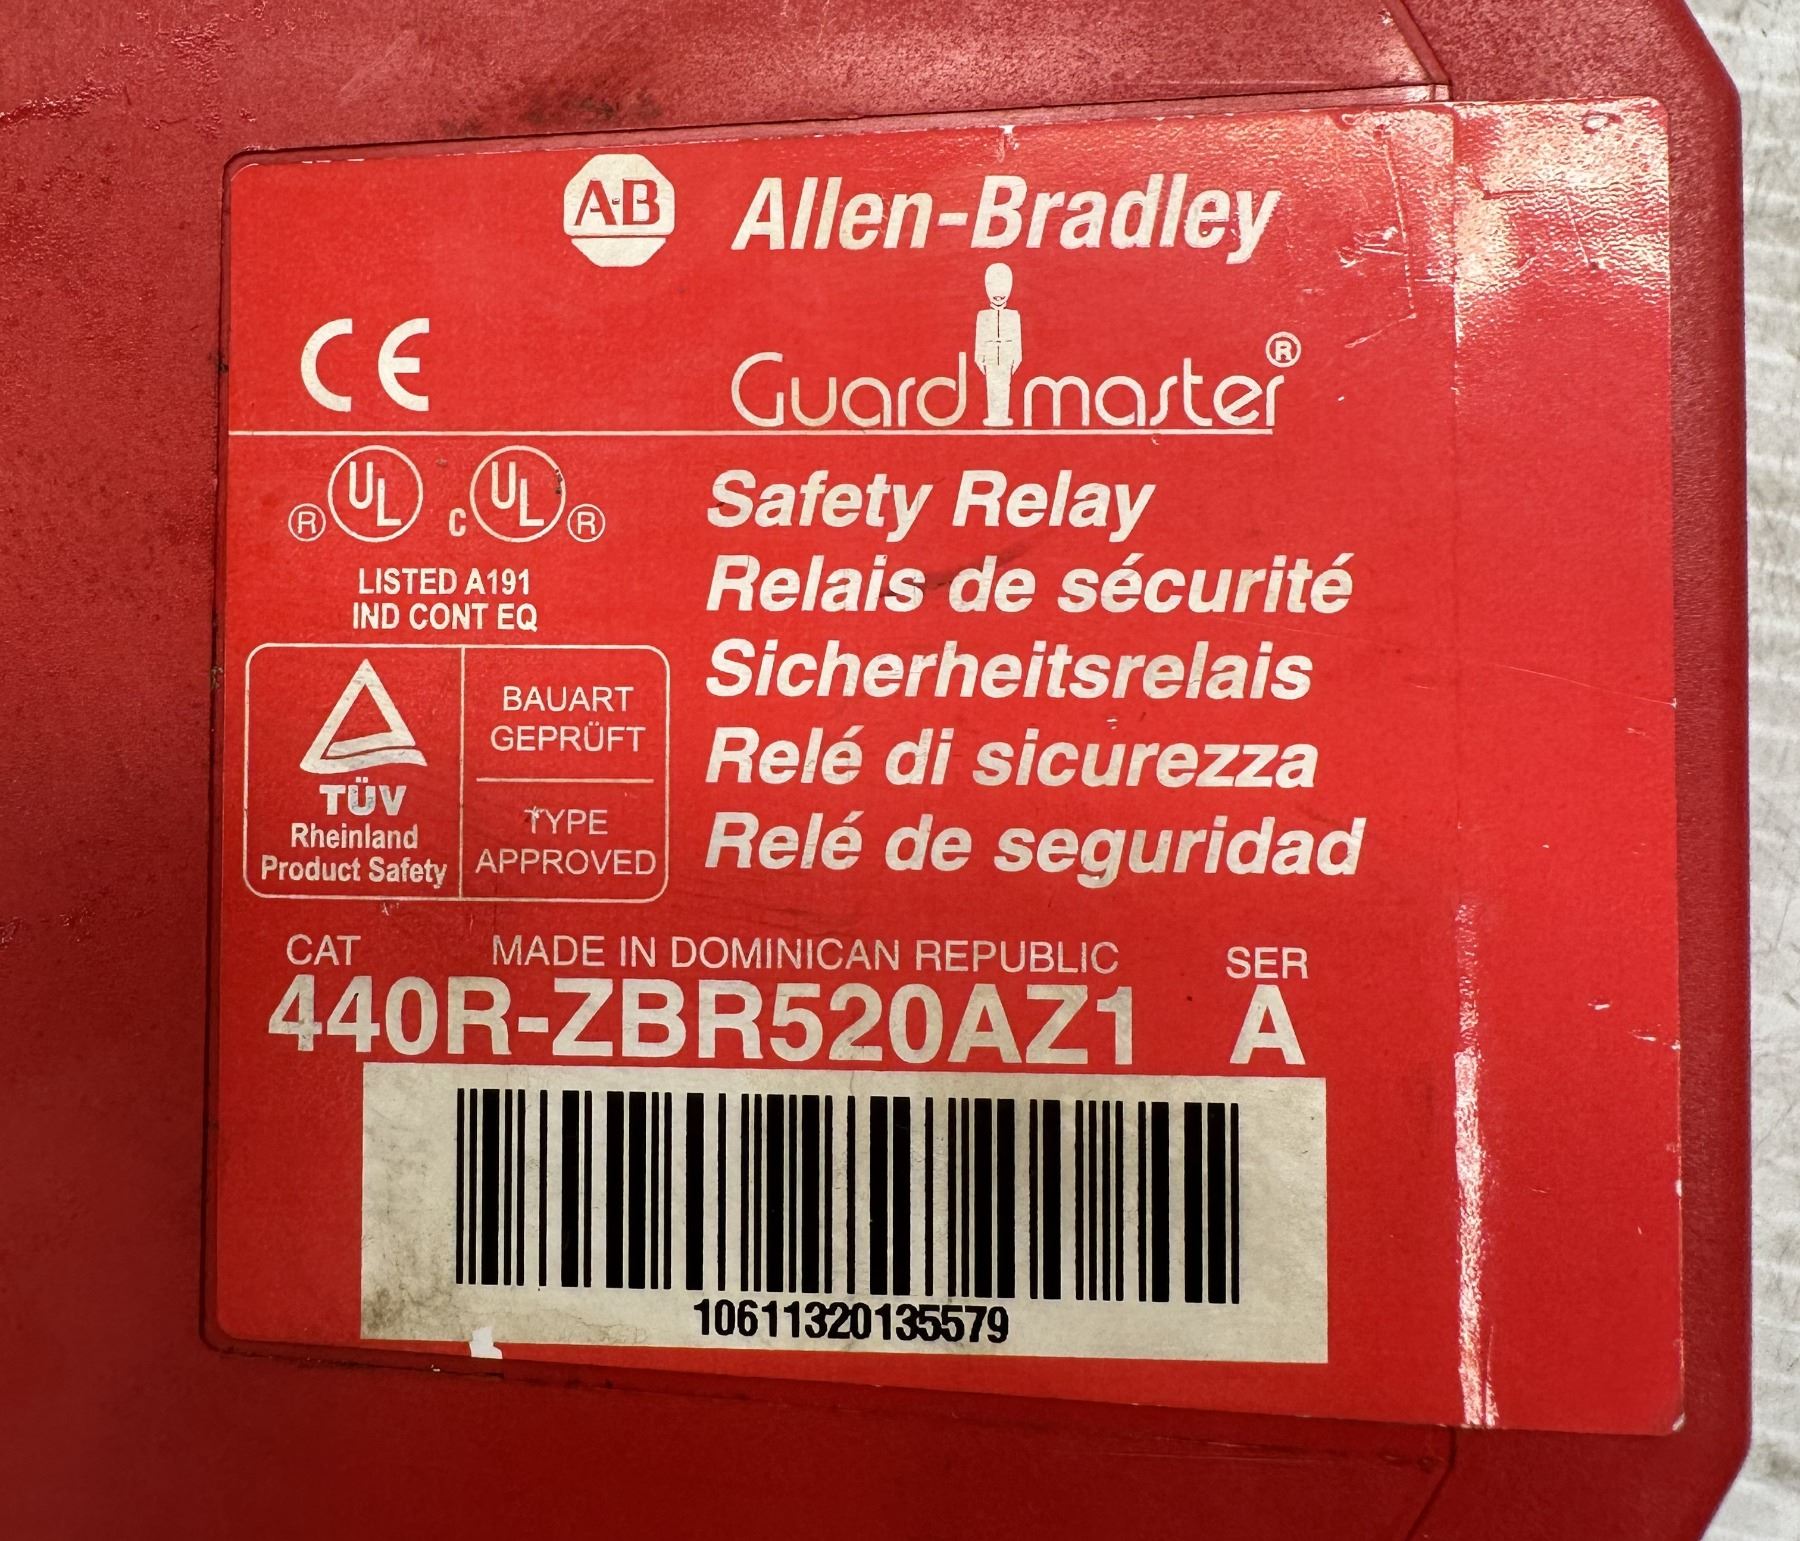 A·B Allen-Bradley
CE Guardmaster®
® UL c UL ®
LISTED A191
IND CONT EQ
Safety Relay
Relais de sécurité
Sicherheitsrelais
Relé di sicurezza
Relé de seguridad
TÜV
Rheinland
Product Safety
BAUART
GEPRÜFT
TYPE
APPROVED
CAT MADE IN DOMINICAN REPUBLIC SER
440R-ZBR520AZ1 A
10611320135579